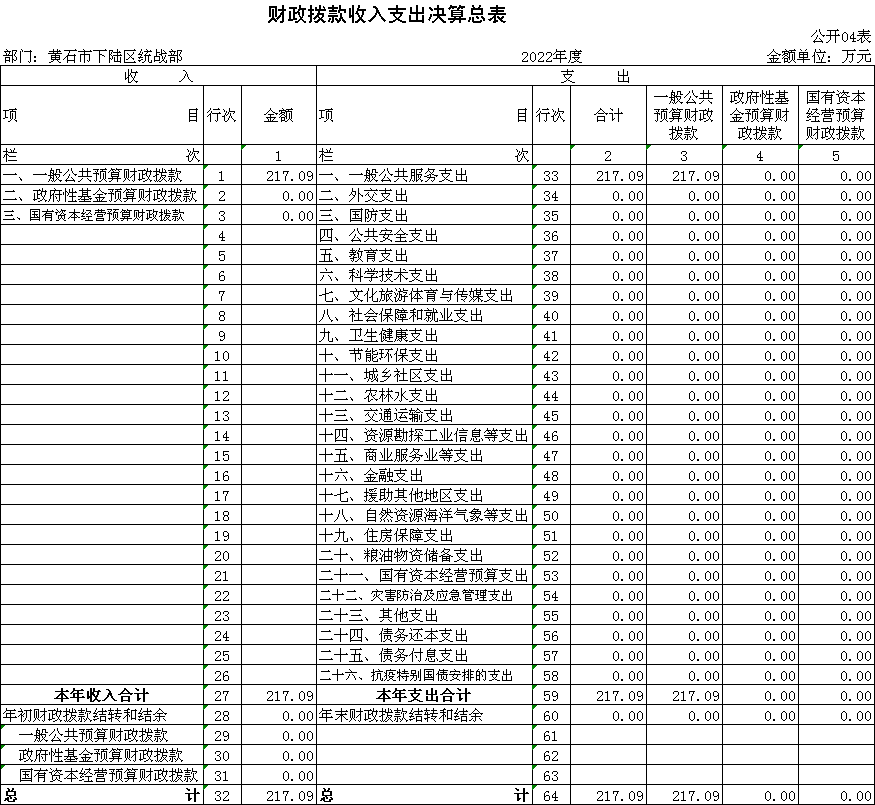 财政拨款收入支出决算总表
公开04表
部门：黄石市下陆区统战部 2022年度 金额单位：万元
收 入 支 出
项 目 行次 金额 项 目 行次 合计 一般公共预算财政拨款 政府性基金预算财政拨款 国有资本经营预算财政拨款
栏 次 1 栏 次 2 3 4 5
一、一般公共预算财政拨款 1 217.09 一、一般公共服务支出 33 217.09 217.09 0.00 0.00
二、政府性基金预算财政拨款 2 0.00 二、外交支出 34 0.00 0.00 0.00 0.00
三、国有资本经营预算财政拨款 3 0.00 三、国防支出 35 0.00 0.00 0.00 0.00
4 四、公共安全支出 36 0.00 0.00 0.00 0.00
5 五、教育支出 37 0.00 0.00 0.00 0.00
6 六、科学技术支出 38 0.00 0.00 0.00 0.00
7 七、文化旅游体育与传媒支出 39 0.00 0.00 0.00 0.00
8 八、社会保障和就业支出 40 0.00 0.00 0.00 0.00
9 九、卫生健康支出 41 0.00 0.00 0.00 0.00
10 十、节能环保支出 42 0.00 0.00 0.00 0.00
11 十一、城乡社区支出 43 0.00 0.00 0.00 0.00
12 十二、农林水支出 44 0.00 0.00 0.00 0.00
13 十三、交通运输支出 45 0.00 0.00 0.00 0.00
14 十四、资源勘探工业信息等支出 46 0.00 0.00 0.00 0.00
15 十五、商业服务业等支出 47 0.00 0.00 0.00 0.00
16 十六、金融支出 48 0.00 0.00 0.00 0.00
17 十七、援助其他地区支出 49 0.00 0.00 0.00 0.00
18 十八、自然资源海洋气象等支出 50 0.00 0.00 0.00 0.00
19 十九、住房保障支出 51 0.00 0.00 0.00 0.00
20 二十、粮油物资储备支出 52 0.00 0.00 0.00 0.00
21 二十一、国有资本经营预算支出 53 0.00 0.00 0.00 0.00
22 二十二、灾害防治及应急管理支出 54 0.00 0.00 0.00 0.00
23 二十三、其他支出 55 0.00 0.00 0.00 0.00
24 二十四、债务还本支出 56 0.00 0.00 0.00 0.00
25 二十五、债务付息支出 57 0.00 0.00 0.00 0.00
26 二十六、抗疫特别国债安排的支出 58 0.00 0.00 0.00 0.00
本年收入合计 27 217.09 本年支出合计 59 217.09 217.09 0.00 0.00
年初财政拨款结转和结余 28 0.00 年末财政拨款结转和结余 60 0.00 0.00 0.00 0.00
一般公共预算财政拨款 29 0.00 61
政府性基金预算财政拨款 30 0.00 62
国有资本经营预算财政拨款 31 0.00 63
总 计 32 217.09 总 计 64 217.09 217.09 0.00 0.00